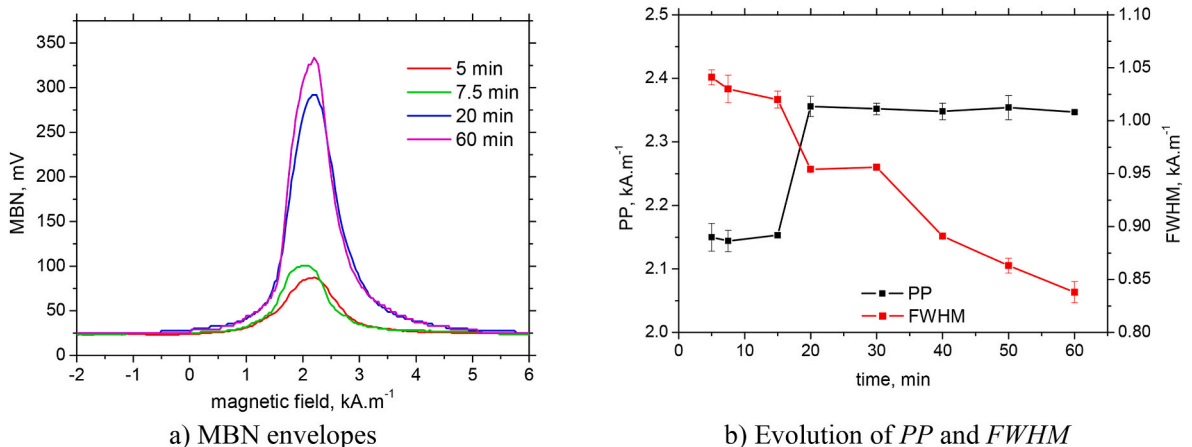 350
300
250
200
150
100
50
0
MBN, mV
5 min
7.5 min
20 min
60 min
-2 -1 0 1 2 3 4 5 6
magnetic field, kA.m-1
a) MBN envelopes
2.5
2.4
2.3
2.2
2.1
2.0
PP, kA.m-1
1.10
1.05
1.00
0.95
0.90
0.85
0.80
FWHM, kA.m-1
PP
FWHM
0 10 20 30 40 50 60
time, min
b) Evolution of PP and FWHM